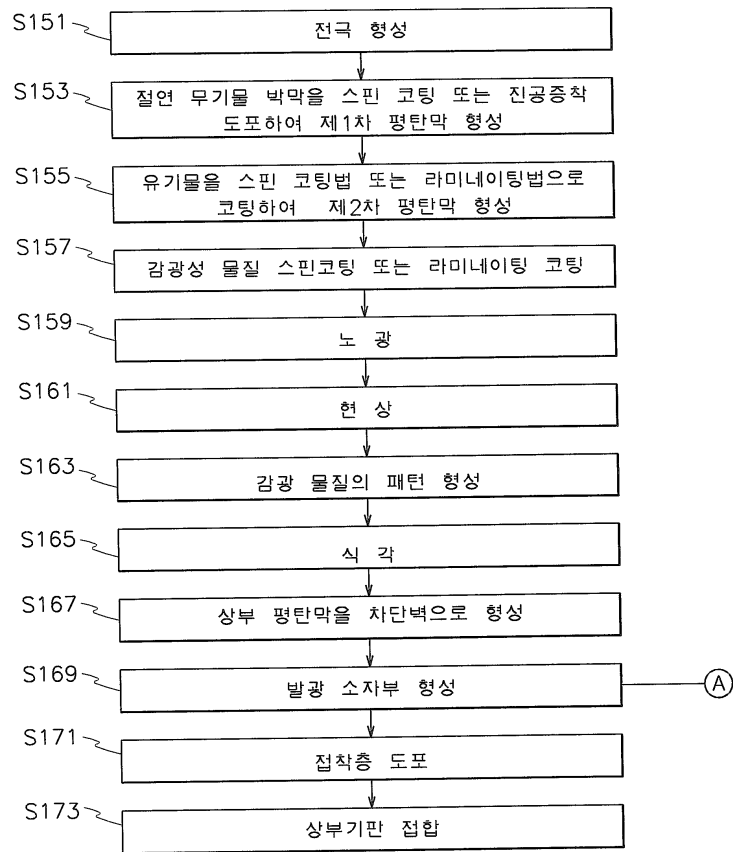 S151
전극 형성
S153
절연 무기물 박막을 스핀 코팅 또는 진공증착
도포하여 제1차 평탄막 형성
S155
유기물을 스핀 코팅법 또는 라미네이팅법으로
코팅하여 제2차 평탄막 형성
S157
감광성 물질 스핀코팅 또는 라미네이팅 코팅
S159
노 광
S161
현 상
S163
감광 물질의 패턴 형성
S165
식 각
S167
상부 평탄막을 차단벽으로 형성
S169
발광 소자부 형성
A
S171
접착층 도포
S173
상부기판 접합